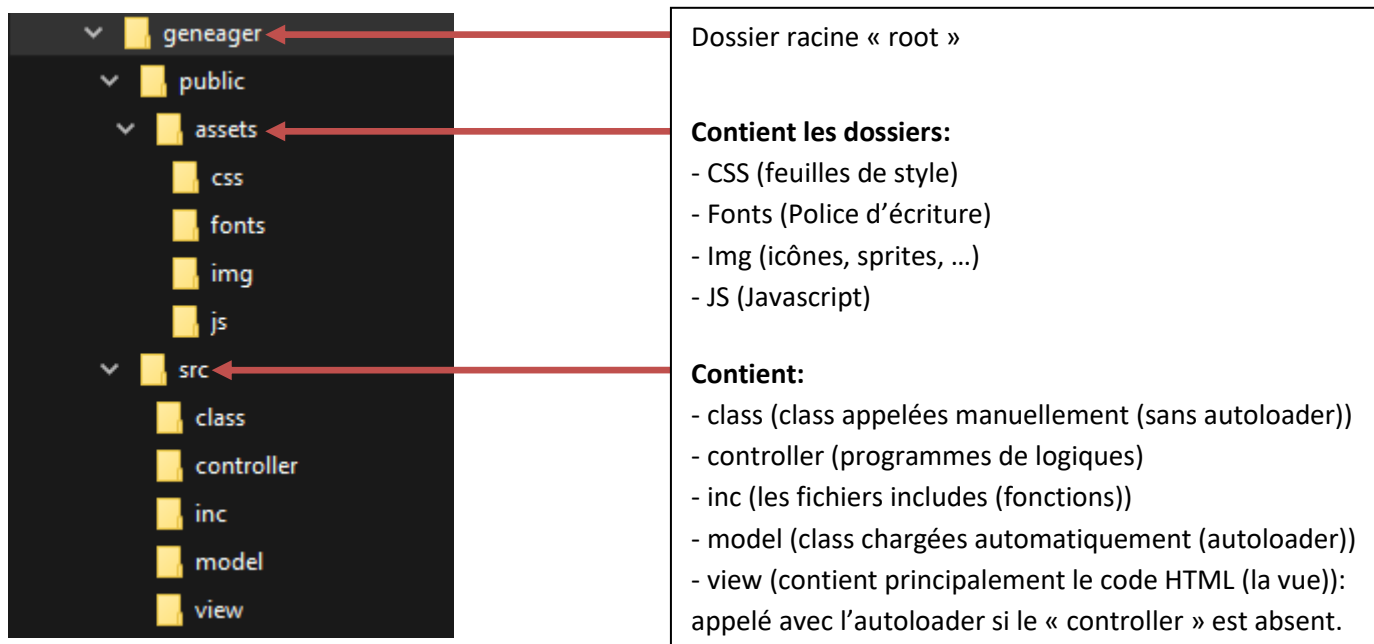 geneager
public
assets
css
fonts
img
js
src
class
controller
inc
model
view
Dossier racine « root »
Contient les dossiers:
- CSS (feuilles de style)
- Fonts (Police d’écriture)
- Img (icônes, sprites, …)
- JS (Javascript)
Contient:
- class (class appelées manuellement (sans autoloader))
- controller (programmes de logiques)
- inc (les fichiers includes (fonctions))
- model (class chargées automatiquement (autoloader))
- view (contient principalement le code HTML (la vue)):
appelé avec l’autoloader si le « controller » est absent.